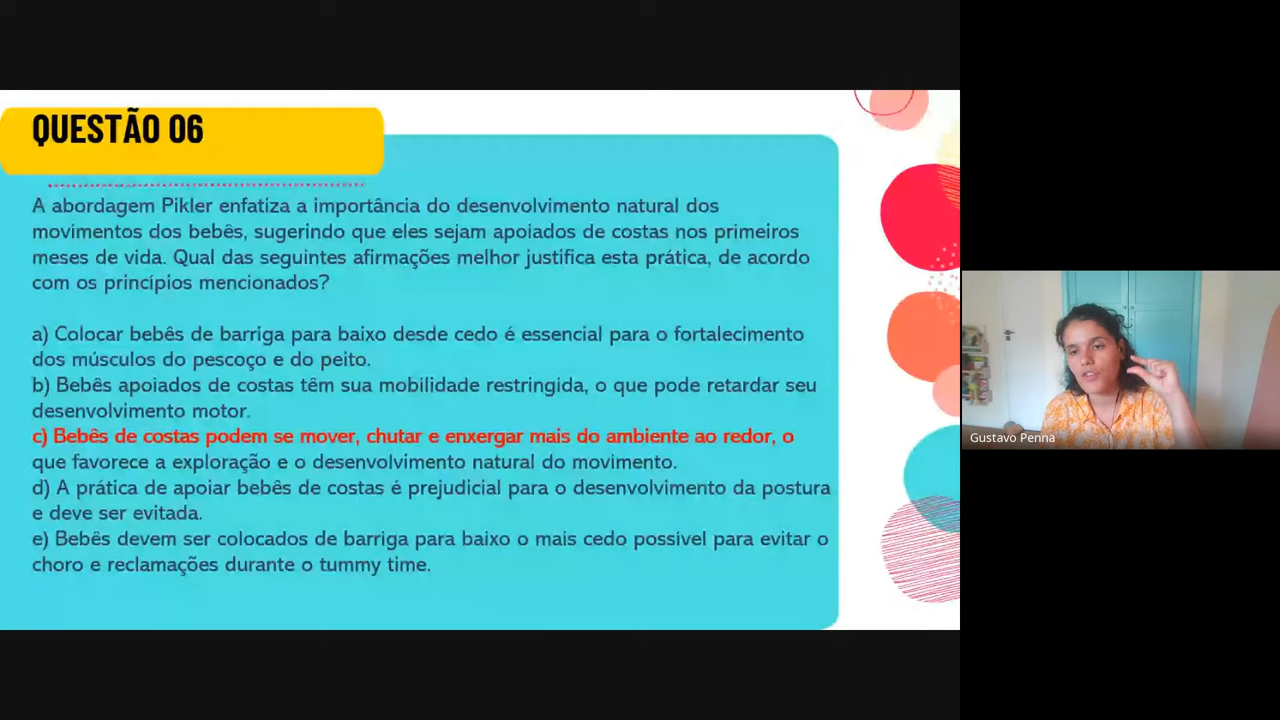 QUESTÃO 06
A abordagem Pikler enfatiza a importância do desenvolvimento natural dos
movimentos dos bebês, sugerindo que eles sejam apoiados de costas nos primeiros
meses de vida. Qual das seguintes afirmações melhor justifica esta prática, de acordo
com os princípios mencionados?
a) Colocar bebês de barriga para baixo desde cedo é essencial para o fortalecimento
dos músculos do pescoço e do peito.
b) Bebês apoiados de costas têm sua mobilidade restringida, o que pode retardar seu
desenvolvimento motor.
c) Bebês de costas podem se mover, chutar e enxergar mais do ambiente ao redor, o
que favorece a exploração e o desenvolvimento natural do movimento.
d) A prática de apoiar bebês de costas é prejudicial para o desenvolvimento da postura
e deve ser evitada.
e) Bebês devem ser colocados de barriga para baixo o mais cedo possível para evitar o
choro e reclamações durante o tummy time.
Gustavo Penna